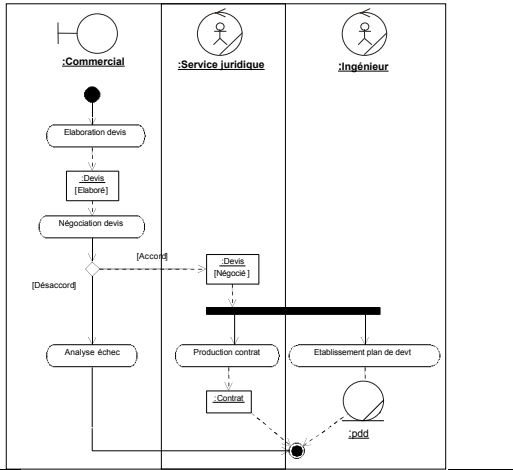 :Commercial
:Service juridique
:Ingénieur
Elaboration devis
:Devis
[Elaboré]
Négociation devis
[Accord]
:Devis
[Négocié ]
[Désaccord]
Analyse échec
Production contrat
Etablissement plan de devt
:Contrat
:pdd